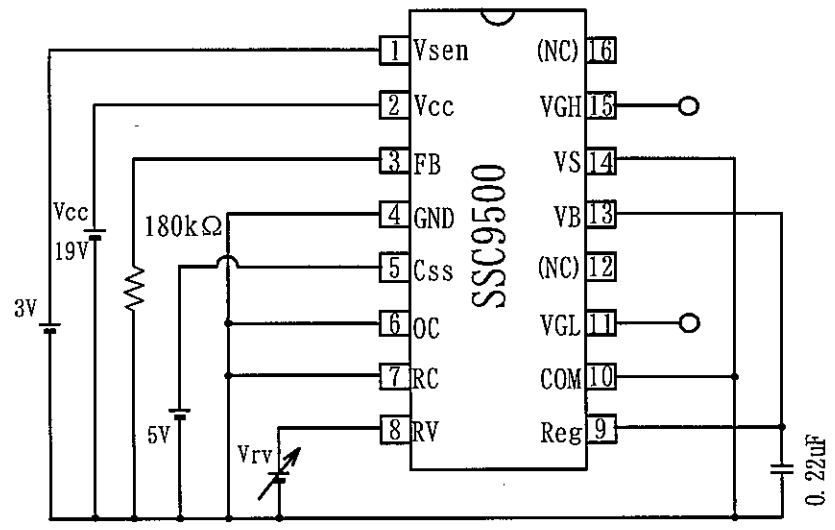 1 Vsen
2 Vcc
3 FB
4 GND
5 Css
6 OC
7 RC
8 RV
SSC9500
(NC) 16
VGH 15
VS 14
VB 13
(NC) 12
VGL 11
COM 10
Reg 9
Vcc
19V
180kΩ
3V
5V
Vrv
0.22uF